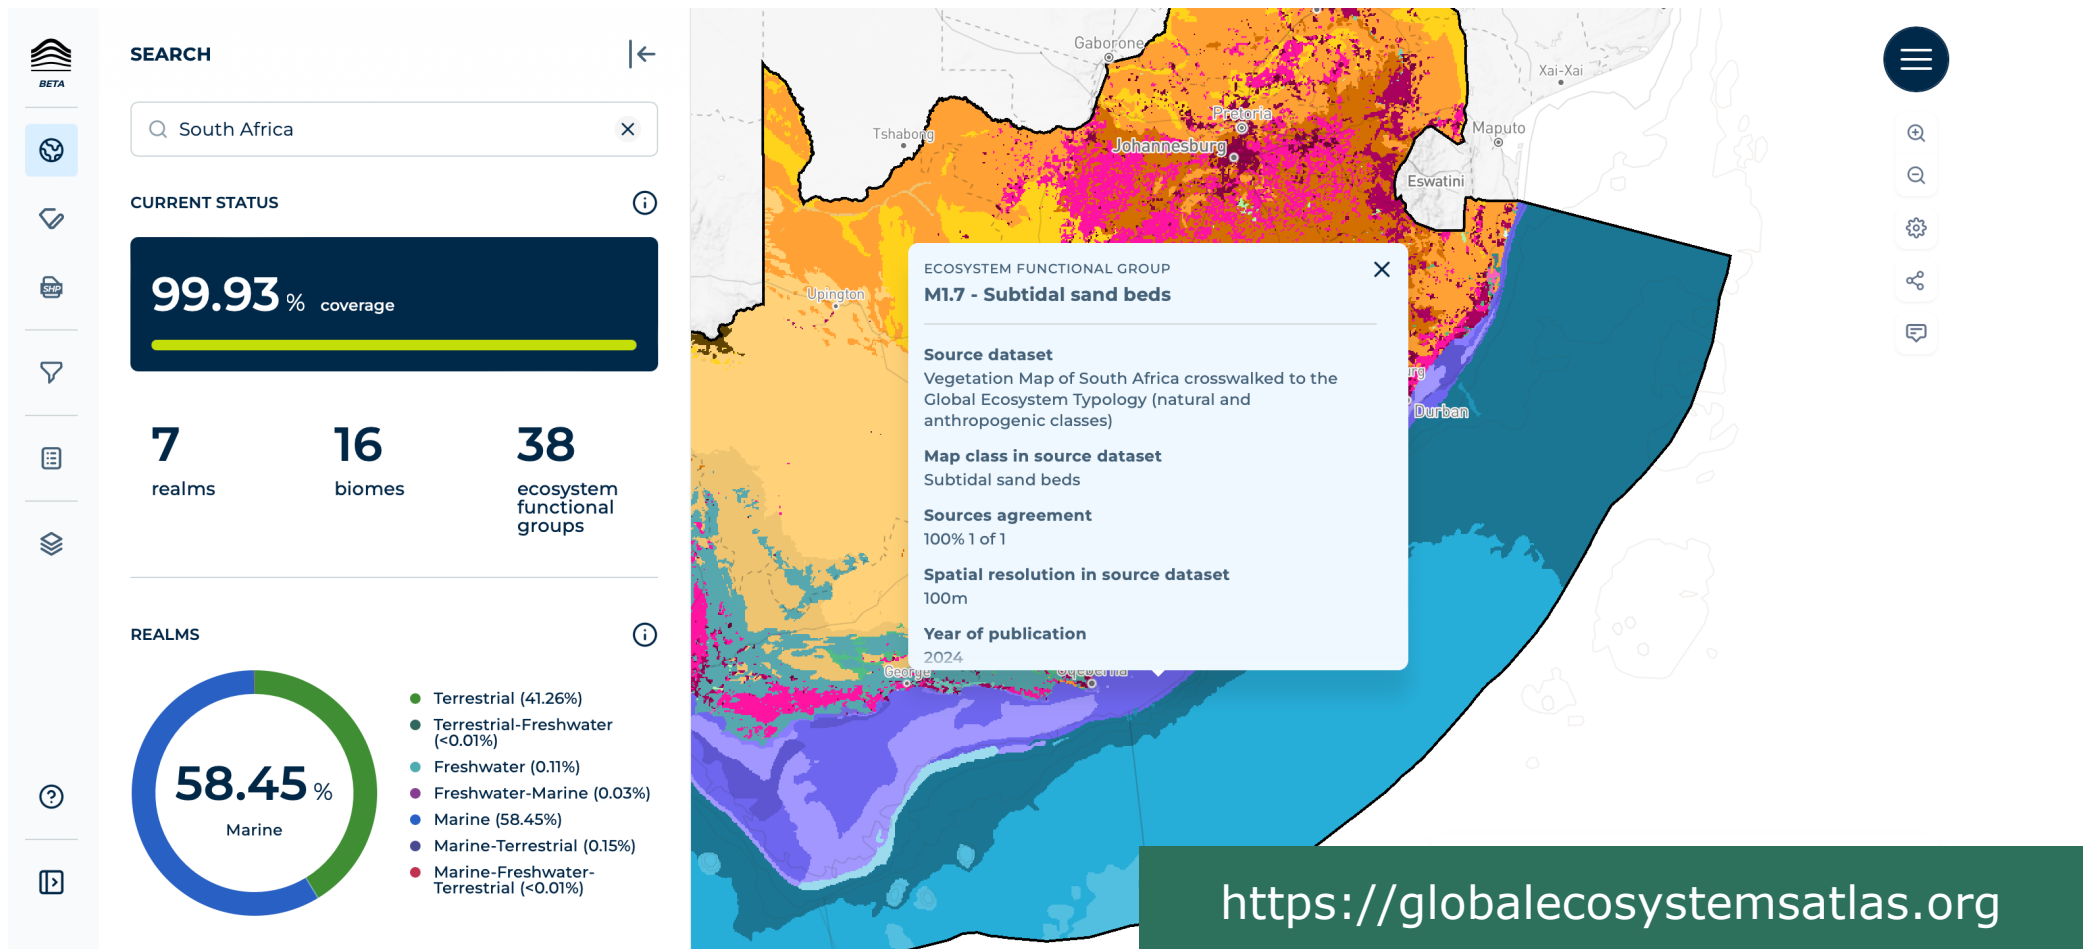 BETA
SEARCH
South Africa
CURRENT STATUS
99.93 % coverage
7
realms
16
biomes
38
ecosystem
functional
groups
REALMS
58.45 %
Marine
Terrestrial (41.26%)
Terrestrial-Freshwater
(<0.01%)
Freshwater (0.11%)
Freshwater-Marine (0.03%)
Marine (58.45%)
Marine-Terrestrial (0.15%)
Marine-Freshwater-
Terrestrial (<0.01%)
SHP
Gaborone
Xai-Xai
Tshabong
Pretoria
Maputo
Johannesburg
Eswatini
Upington
ECOSYSTEM FUNCTIONAL GROUP
M1.7 - Subtidal sand beds
Source dataset
Vegetation Map of South Africa crosswalked to the
Global Ecosystem Typology (natural and
anthropogenic classes)
Map class in source dataset
Subtidal sand beds
Sources agreement
100% 1 of 1
Spatial resolution in source dataset
100m
Year of publication
2024
Durban
George
Gqeberha
https://globalecosystemsatlas.org